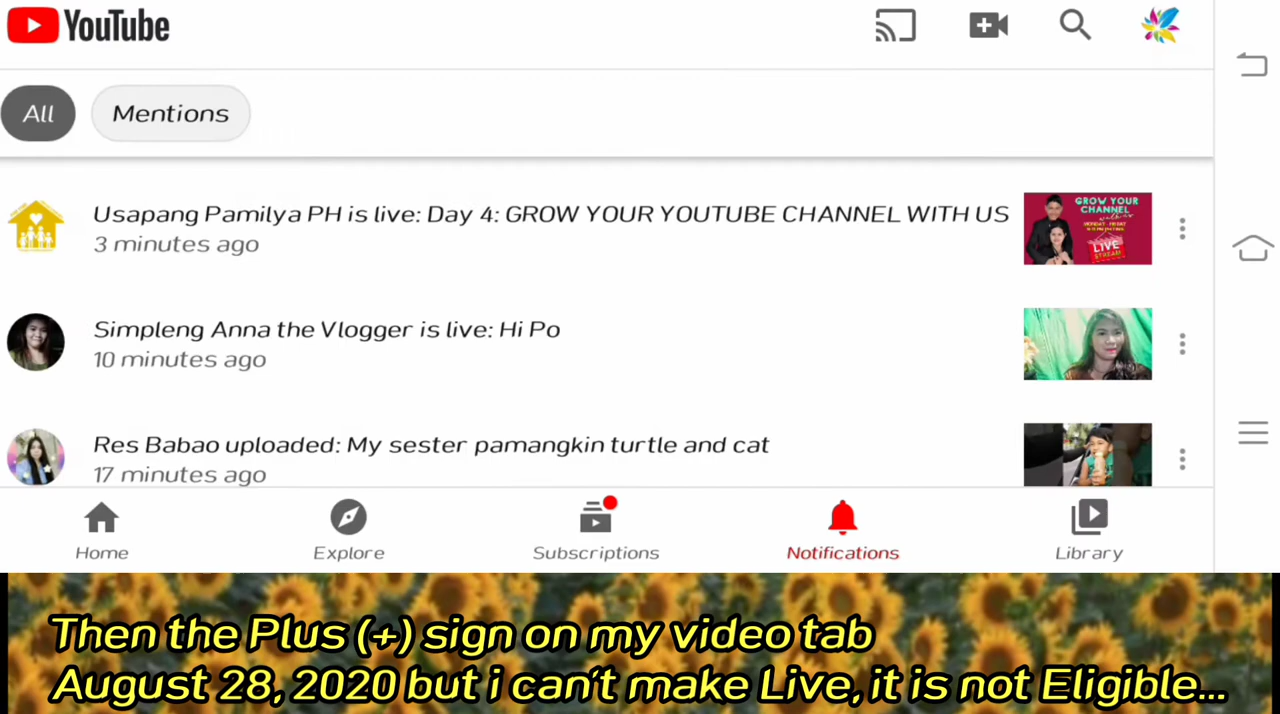 YouTube
All
Mentions
Usapang Pamilya PH is live: Day 4: GROW YOUR YOUTUBE CHANNEL WITH US
3 minutes ago
GROW YOUR
CHANNEL
with us
LIVE
STREAM
Simpleng Anna the Vlogger is live: Hi Po
10 minutes ago
Res Babao uploaded: My sester pamangkin turtle and cat
17 minutes ago
Home
Explore
Subscriptions
Notifications
Library
Then the Plus (+) sign on my video tab
August 28, 2020 but i can't make Live, it is not Eligible...